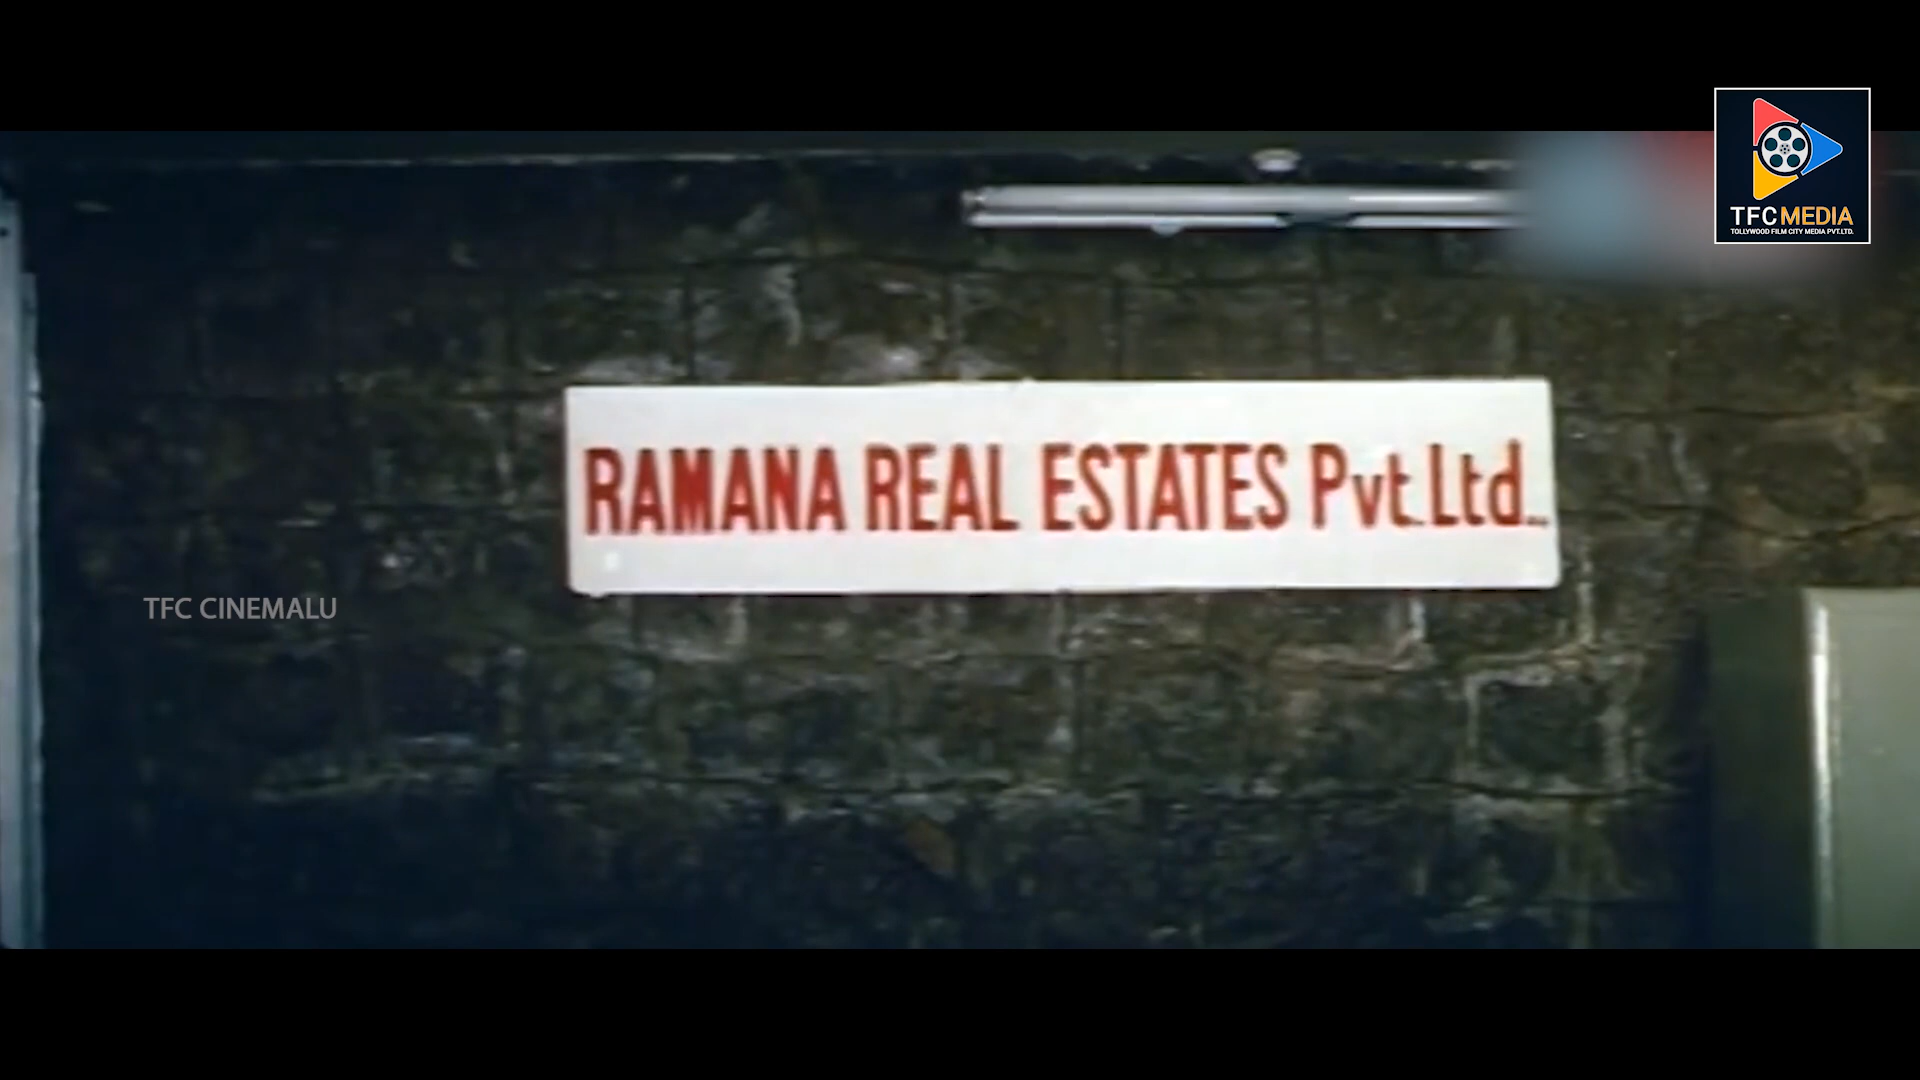 TFC MEDIA
TOLLYWOOD FILM CITY MEDIA PVT.LTD.
RAMANA REAL ESTATES Pvt.Ltd..
TFC CINEMALU